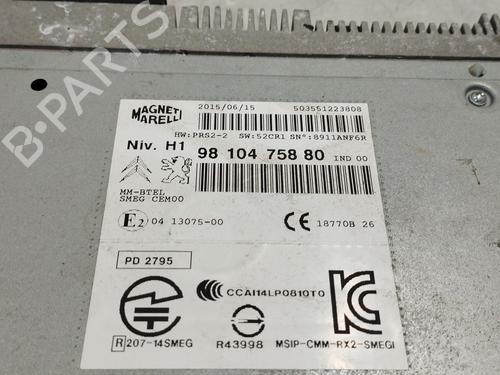 MAGNETI
MARELLI
2015/06/15 503551223808
HW:PRS2-2 SW:52CR1 SN°:8911ANF6R
Niv. H1 98 104 758 80 IND 00
MM-BTEL
SMEG CEM00
E2 04 13075-00 CE 18770B 26
PD 2795
CCAI14LP0810T0
R 207-14SMEG R43998 MSIP-CMM-RX2-SMEGI
B-PARTS